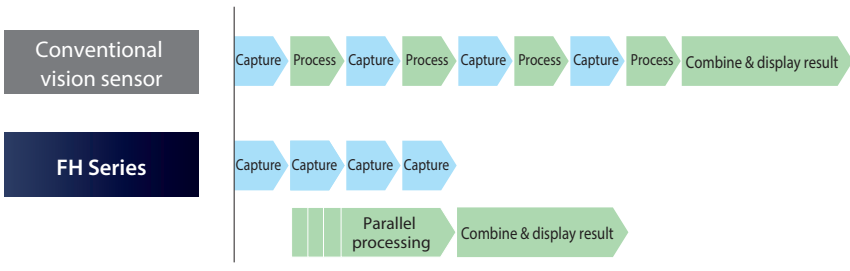 Conventional
vision sensor
Capture Process Capture Process Capture Process Capture Process Combine & display result
FH Series
Capture Capture Capture Capture
Parallel
processing
Combine & display result